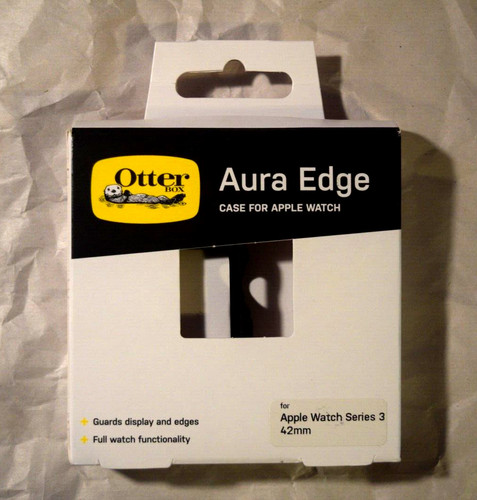 Otter
BOX
Aura Edge
CASE FOR APPLE WATCH
+ Guards display and edges
+ Full watch functionality
for
Apple Watch Series 3
42mm